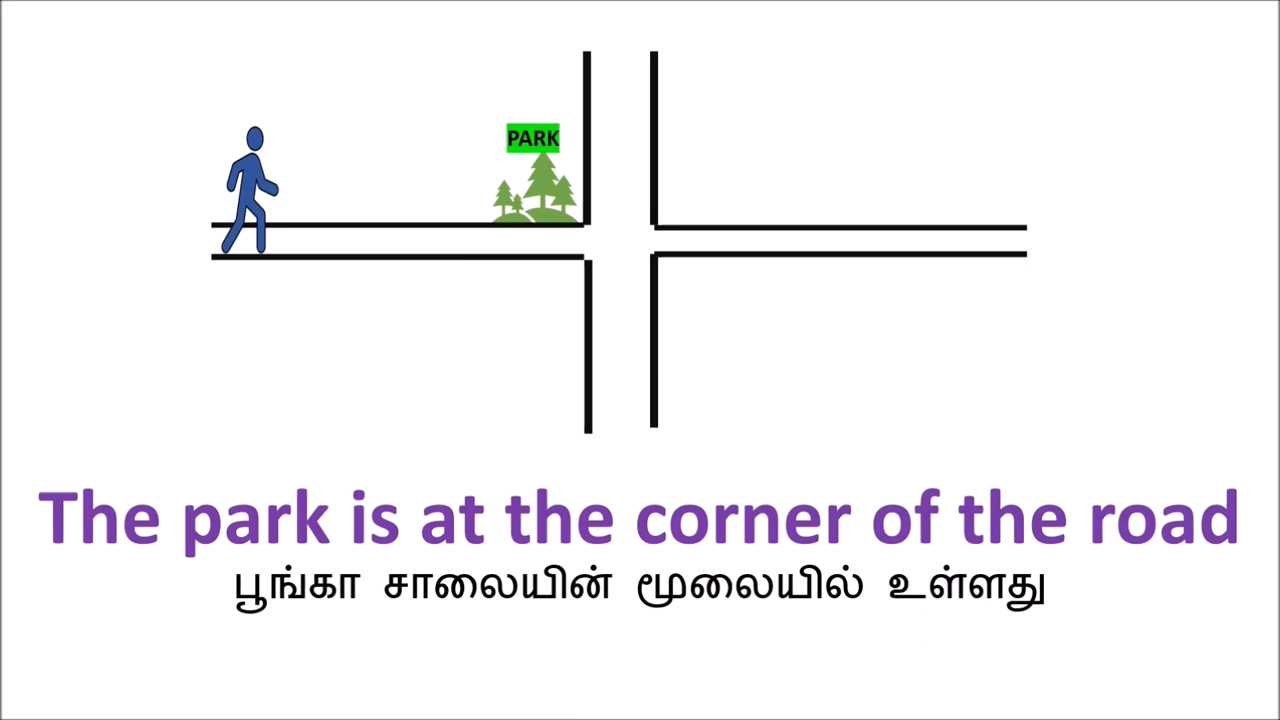 PARK
The park is at the corner of the road
பூங்கா சாலையின் மூலையில் உள்ளது